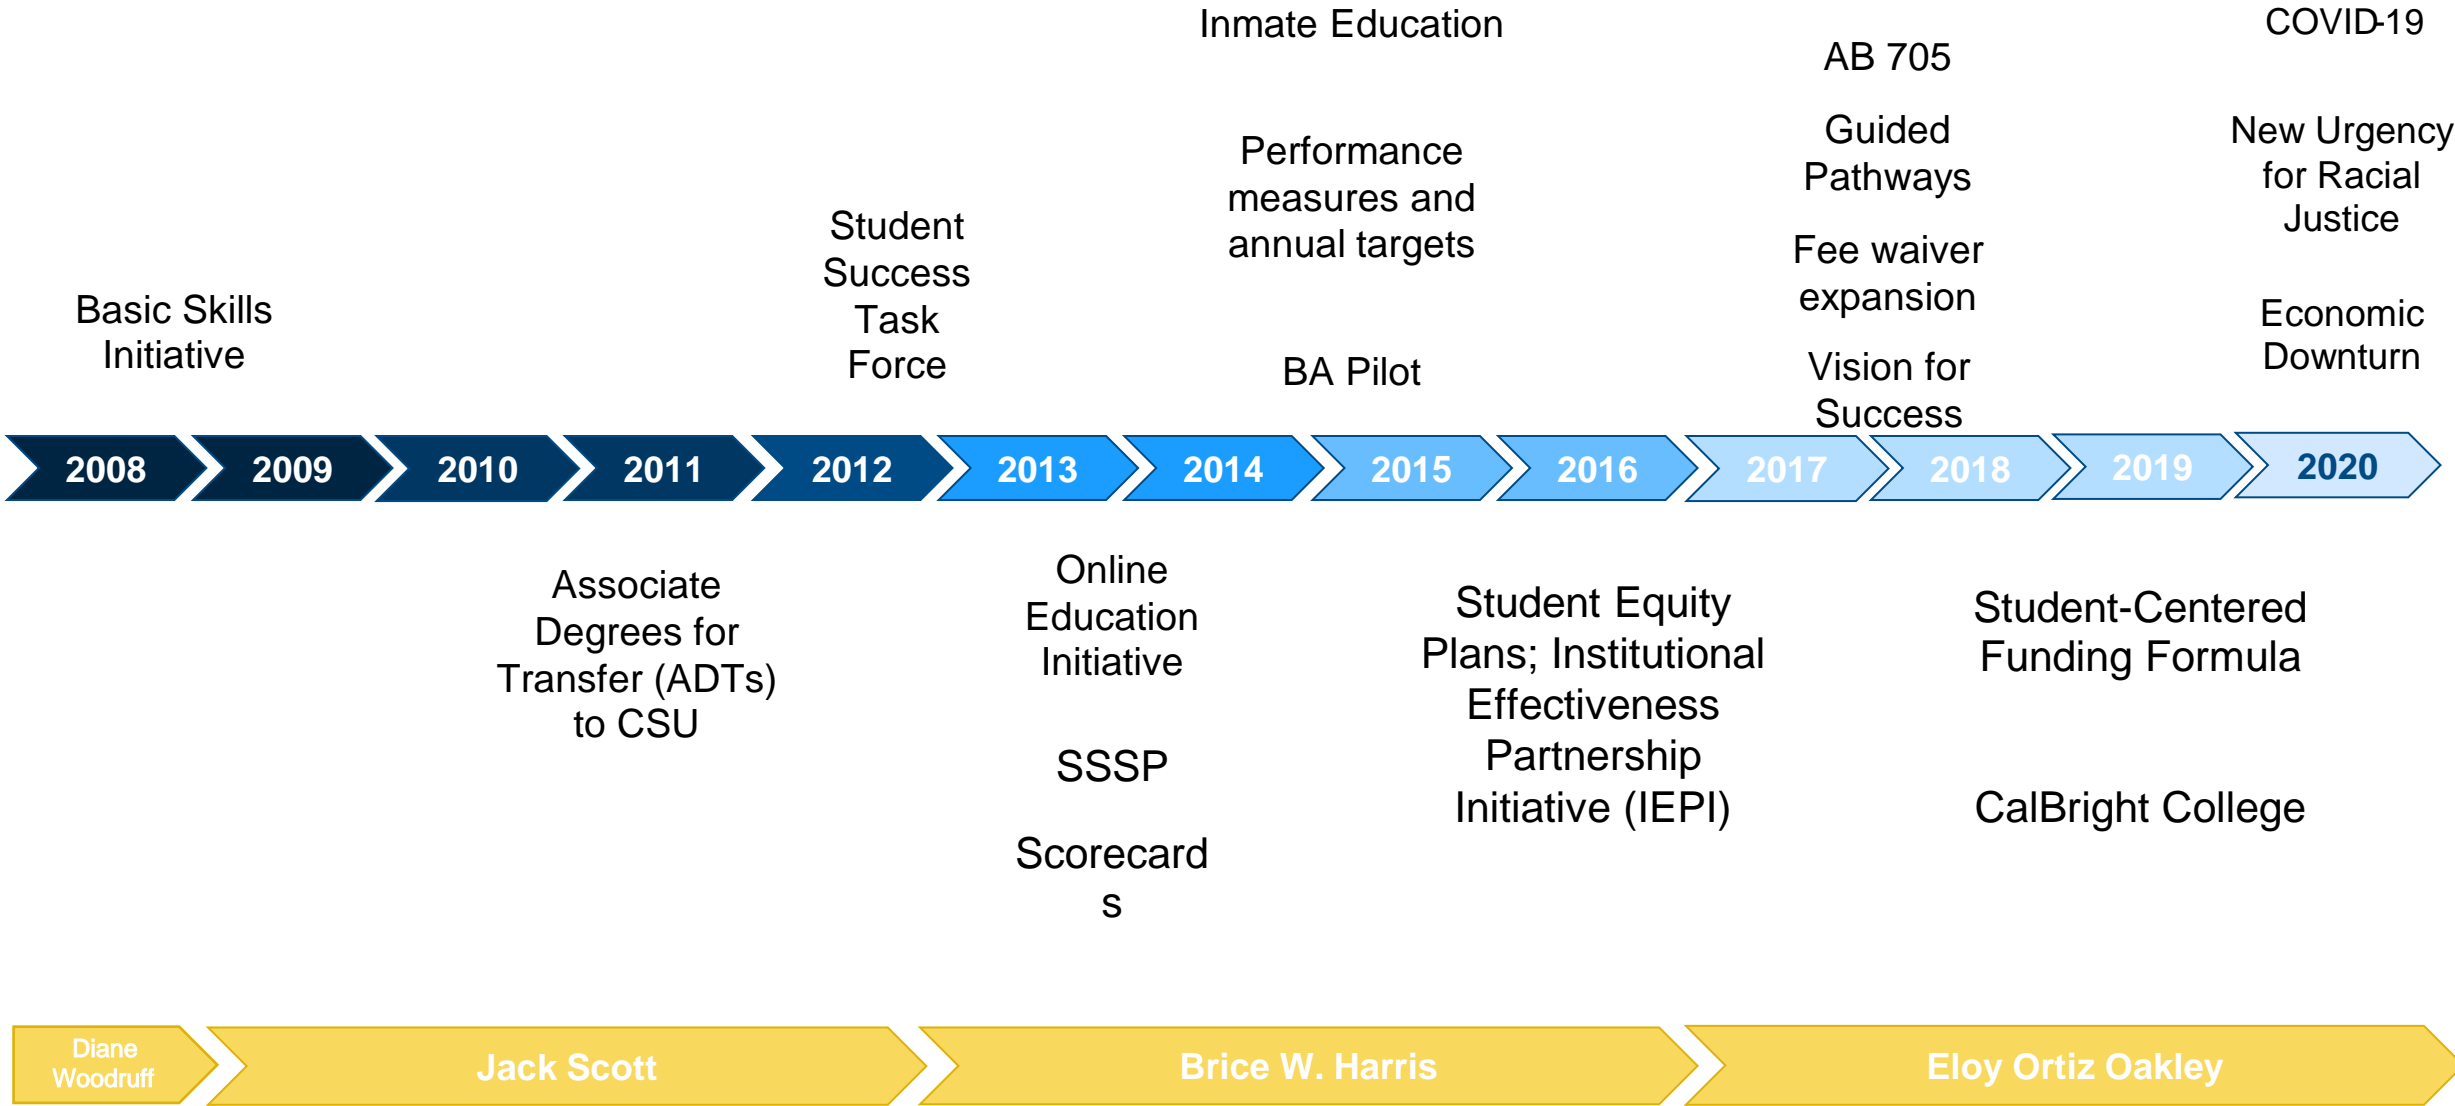 Inmate Education
COVID-19
AB 705
Guided
Pathways
New Urgency
for Racial
Justice
Performance
measures and
annual targets
Student
Success
Task
Force
Fee waiver
expansion
Basic Skills
Initiative
Economic
Downturn
BA Pilot
Vision for
Success
2008
2009
2010
2011
2012
2013
2014
2015
2016
2017
2018
2019
2020
Associate
Degrees for
Transfer (ADTs)
to CSU
Online
Education
Initiative
SSSP
Scorecard
s
Student Equity
Plans; Institutional
Effectiveness
Partnership
Initiative (IEPI)
Student-Centered
Funding Formula
CalBright College
Diane
Woodruff
Jack Scott
Brice W. Harris
Eloy Ortiz Oakley